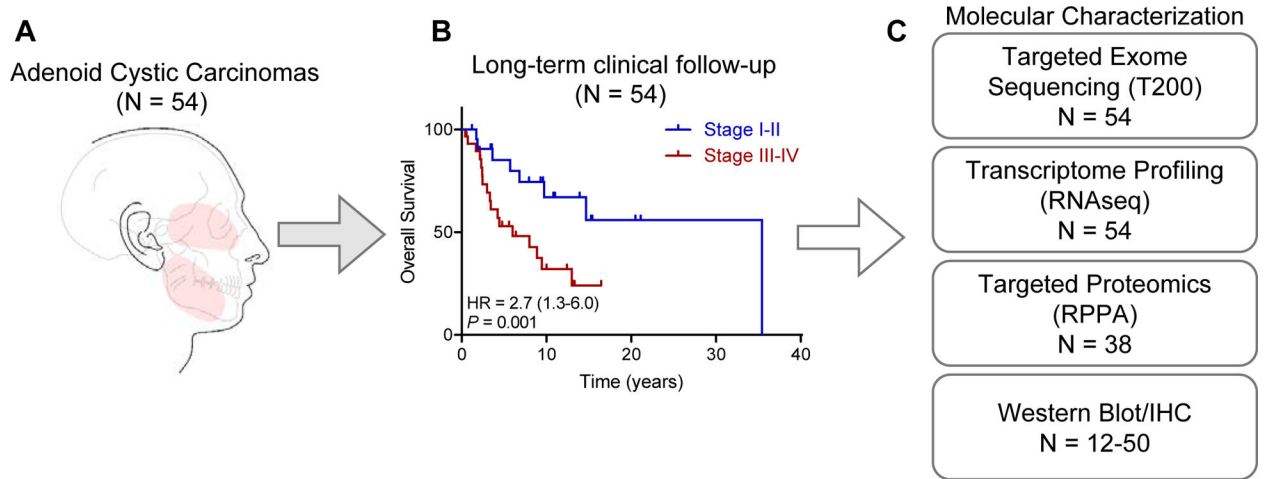 A
Adenoid Cystic Carcinomas
(N = 54)
B
Long-term clinical follow-up
(N = 54)
Stage I-II
Stage III-IV
Overall Survival
100
50
0
HR = 2.7 (1.3-6.0)
P = 0.001
0 10 20 30 40
Time (years)
C
Molecular Characterization
Targeted Exome
Sequencing (T200)
N = 54
Transcriptome Profiling
(RNAseq)
N = 54
Targeted Proteomics
(RPPA)
N = 38
Western Blot/IHC
N = 12-50